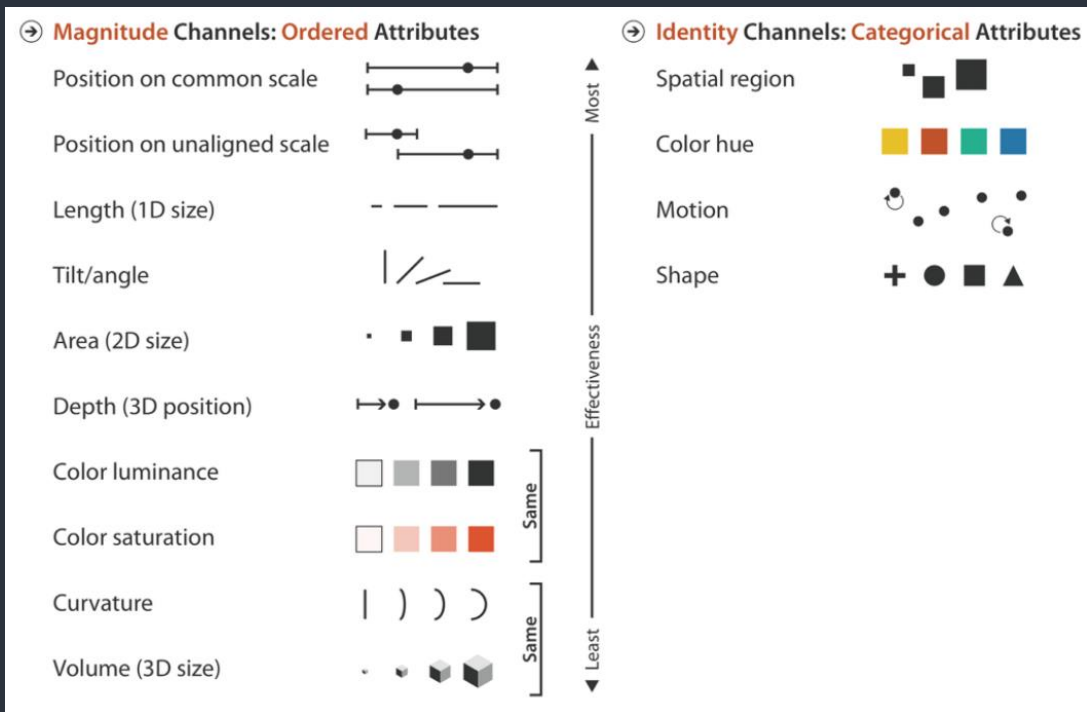 Magnitude Channels: Ordered Attributes
Position on common scale
Position on unaligned scale
Length (1D size)
Tilt/angle
Area (2D size)
Depth (3D position)
Color luminance
Color saturation
Curvature
Volume (3D size)
Same
Same
Most
Effectiveness
Least
Identity Channels: Categorical Attributes
Spatial region
Color hue
Motion
Shape